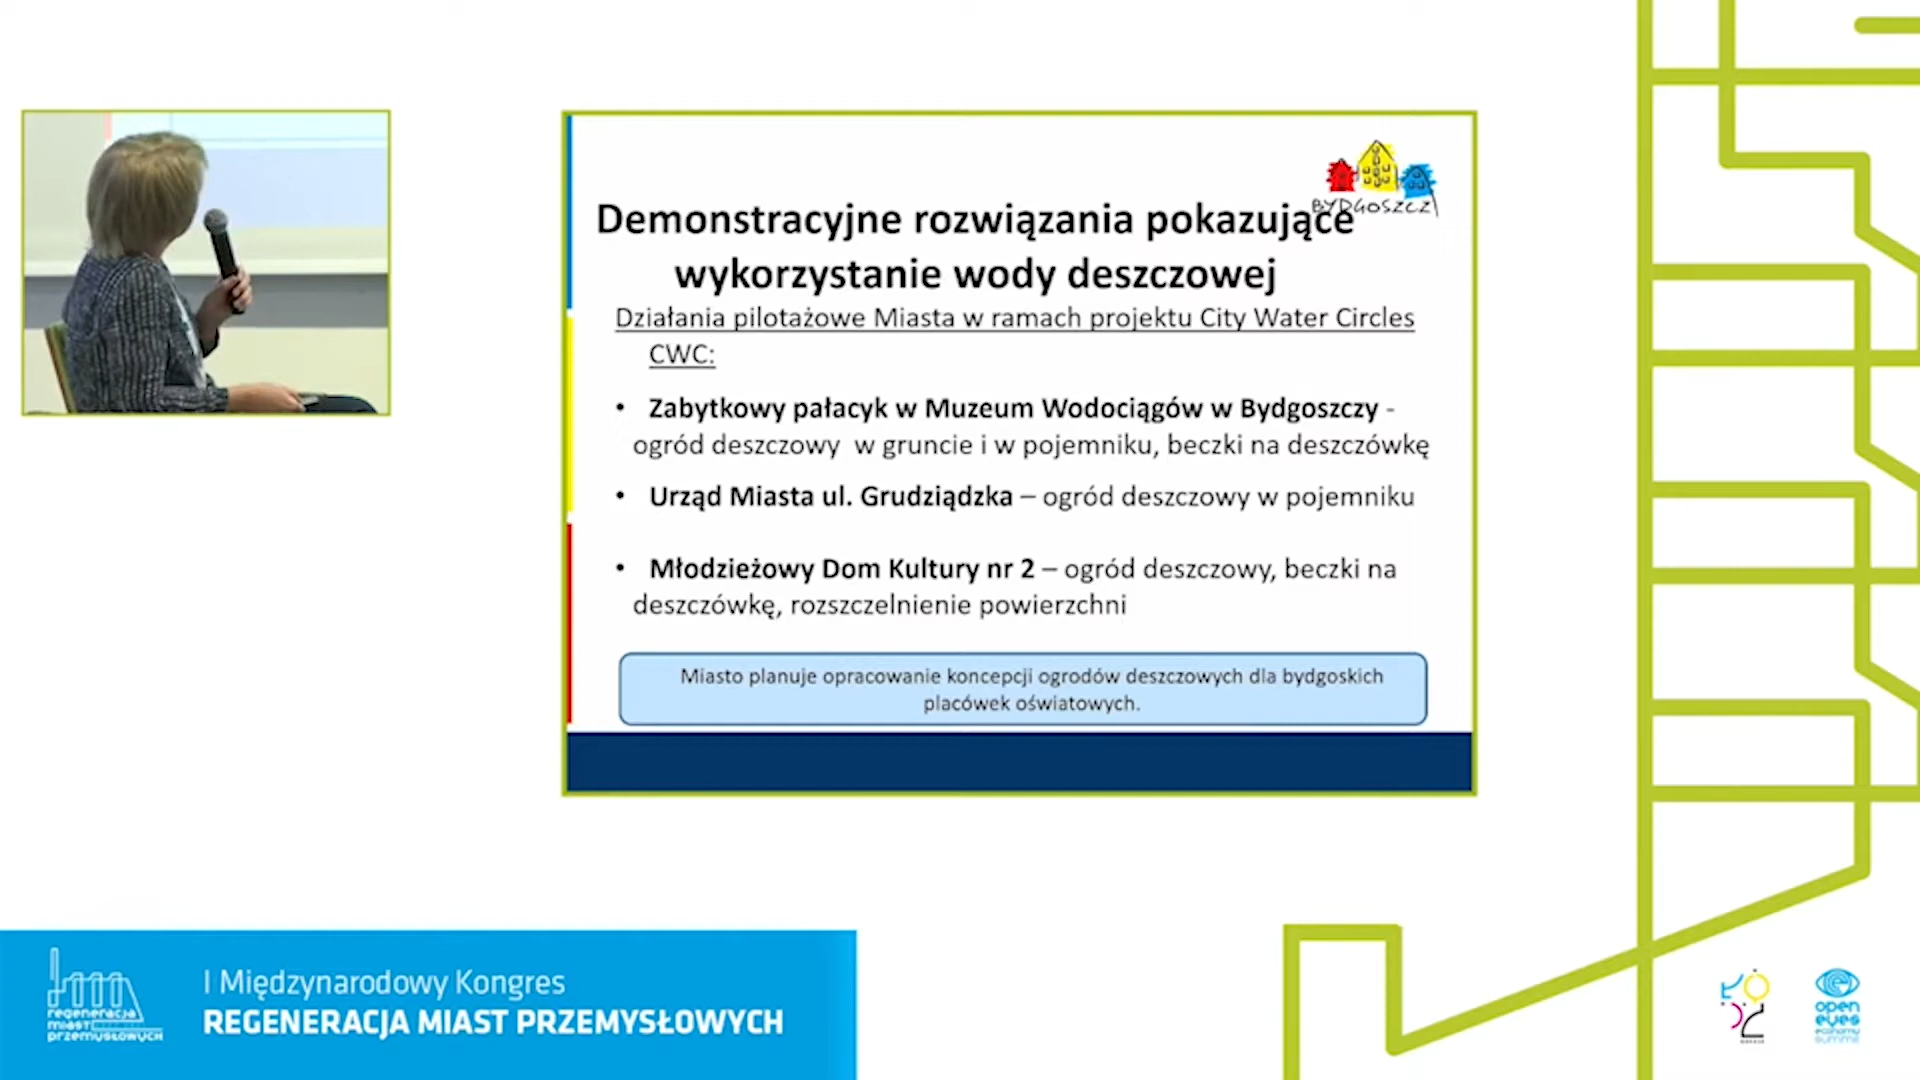 BYDGOSZCZ
Demonstracyjne rozwiązania pokazujące
wykorzystanie wody deszczowej
Działania pilotażowe Miasta w ramach projektu City Water Circles
CWC:
• Zabytkowy pałacyk w Muzeum Wodociągów w Bydgoszczy -
ogród deszczowy w gruncie i w pojemniku, beczki na deszczówkę
• Urząd Miasta ul. Grudziądzka – ogród deszczowy w pojemniku
• Młodzieżowy Dom Kultury nr 2 – ogród deszczowy, beczki na
deszczówkę, rozszczelnienie powierzchni
Miasto planuje opracowanie koncepcji ogrodów deszczowych dla bydgoskich
placówek oświatowych.
regeneracja
miast
przemysłowych
I Międzynarodowy Kongres
REGENERACJA MIAST PRZEMYSŁOWYCH
open
eyes
economy
summit